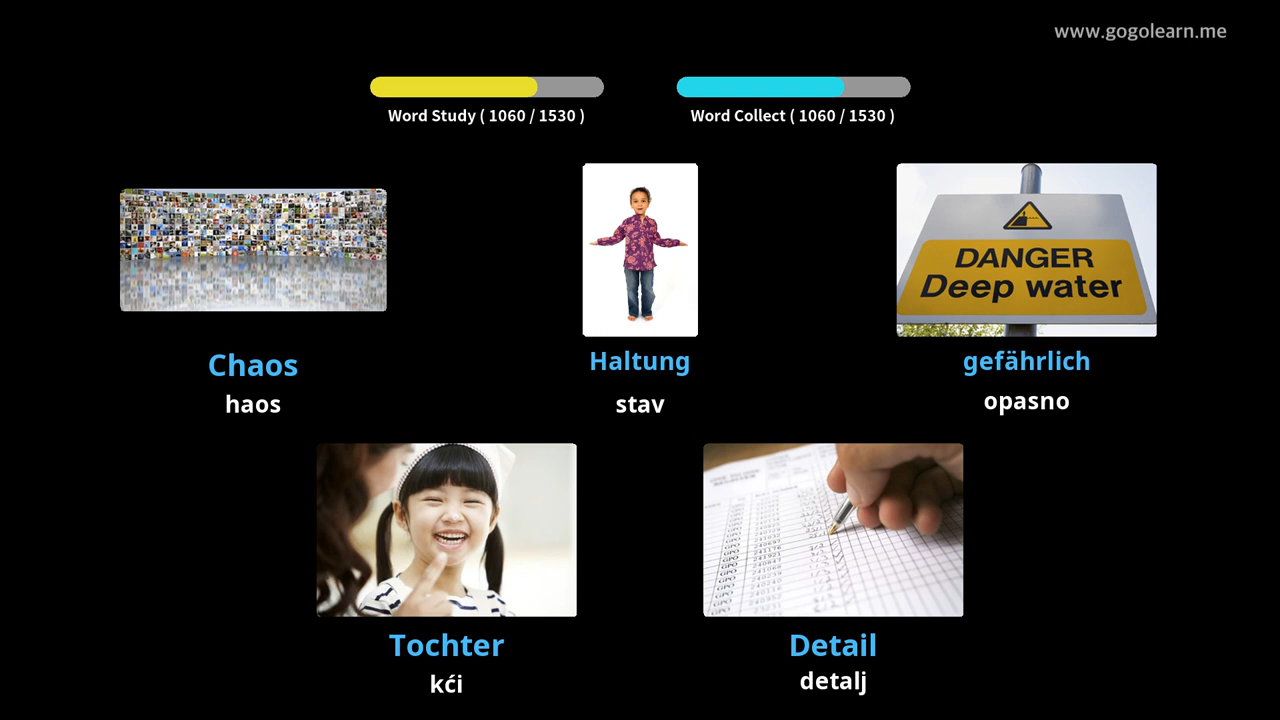 www.gogolearn.me
Word Study ( 1060 / 1530 )
Word Collect ( 1060 / 1530 )
DANGER
Deep water
Chaos
haos
Haltung
stav
gefährlich
opasno
Tochter
kći
Detail
detalj